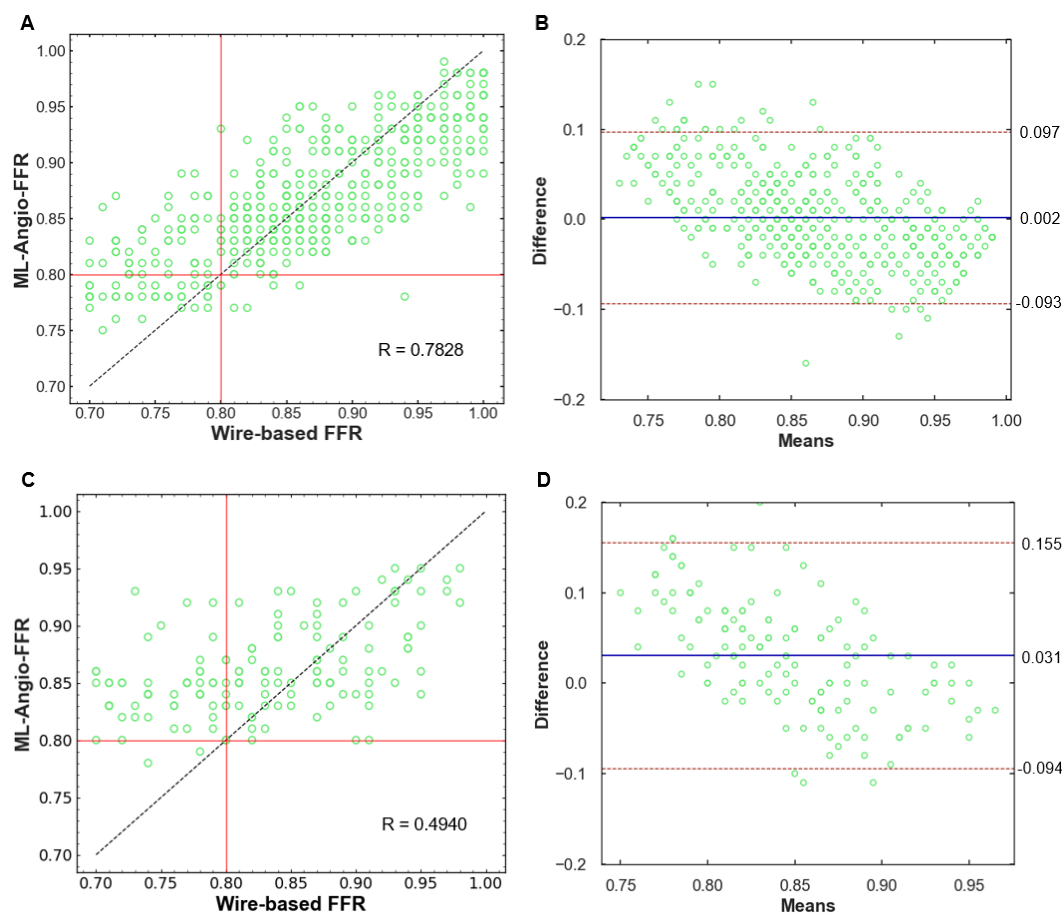 A
ML-Angio-FFR
1.00
0.95
0.90
0.85
0.80
0.75
0.70
R = 0.7828
0.70 0.75 0.80 0.85 0.90 0.95 1.00
Wire-based FFR
B
Difference
0.2
0.1
0.0
−0.1
−0.2
0.097
0.002
-0.093
0.75 0.80 0.85 0.90 0.95 1.00
Means
C
ML-Angio-FFR
1.00
0.95
0.90
0.85
0.80
0.75
0.70
R = 0.4940
0.70 0.75 0.80 0.85 0.90 0.95 1.00
Wire-based FFR
D
Difference
0.2
0.1
0.0
−0.1
−0.2
0.155
0.031
-0.094
0.75 0.80 0.85 0.90 0.95
Means